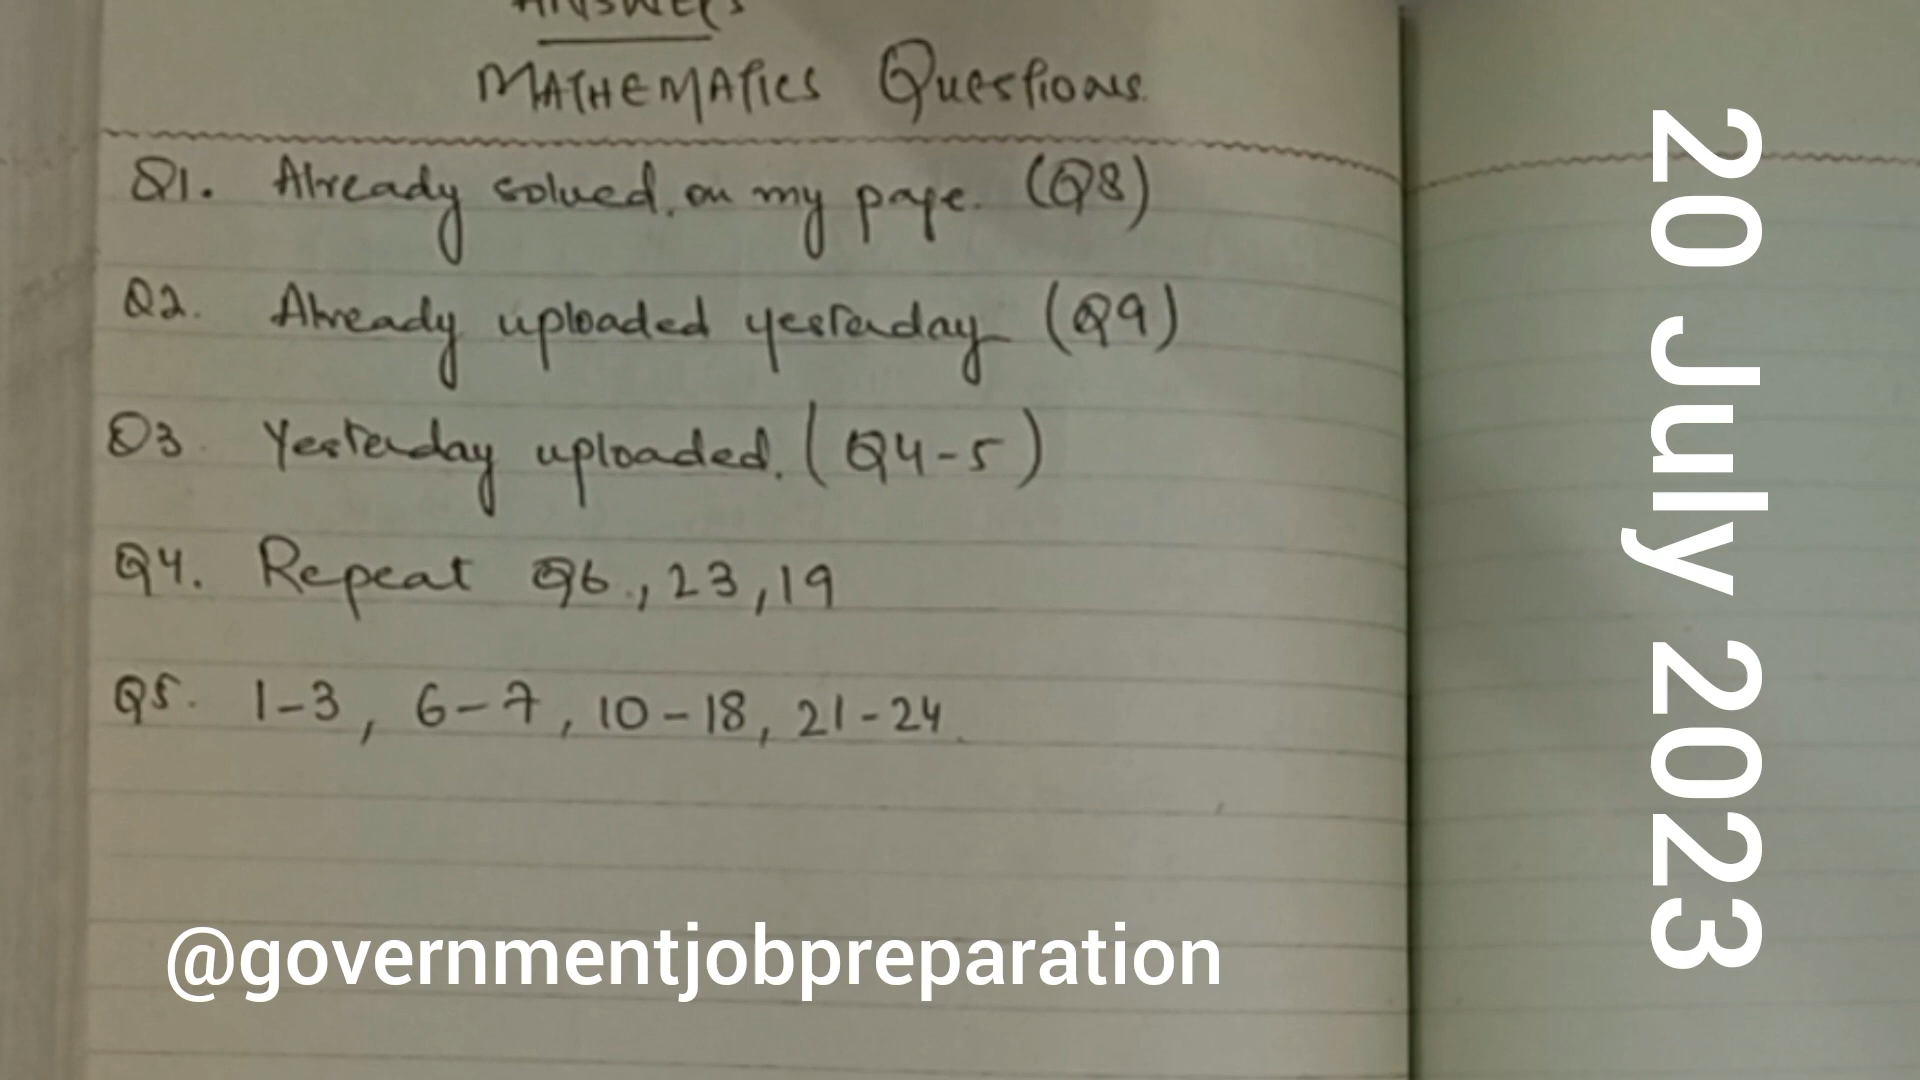 ANSWERS
MATHEMATICS Questions.
Q1. Already solved on my page. (Q8)
Q2. Already uploaded yesterday (Q9)
Q3. Yesterday uploaded. (Q4-5)
Q4. Repeat Q6, 23, 19
Q5. 1-3, 6-7, 10-18, 21-24.
@governmentjobpreparation
20 July 2023